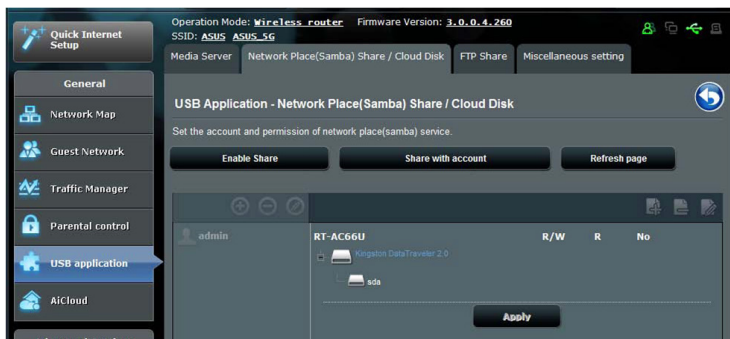 Quick Internet
Setup
General
Network Map
Guest Network
Traffic Manager
Parental control
USB application
AiCloud
Operation Mode: Wireless router Firmware Version: 3.0.0.4.260
SSID: ASUS ASUS_5G
Media Server Network Place(Samba) Share / Cloud Disk FTP Share Miscellaneous setting
USB Application - Network Place(Samba) Share / Cloud Disk
Set the account and permission of network place(samba) service.
Enable Share Share with account Refresh page
admin
RT-AC66U R/W R No
Kingston DataTraveler 2.0
sda
Apply